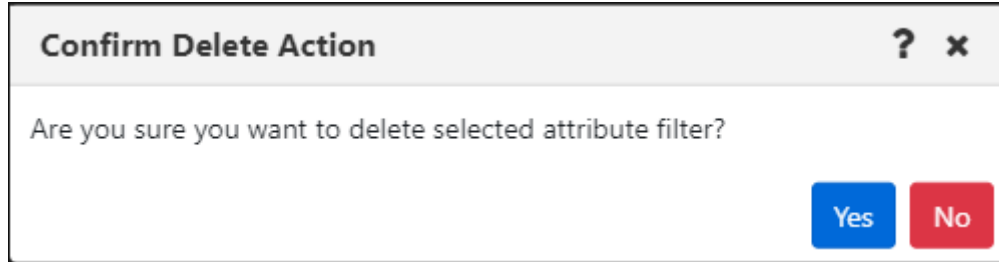 Confirm Delete Action ? ×
Are you sure you want to delete selected attribute filter?
Yes No